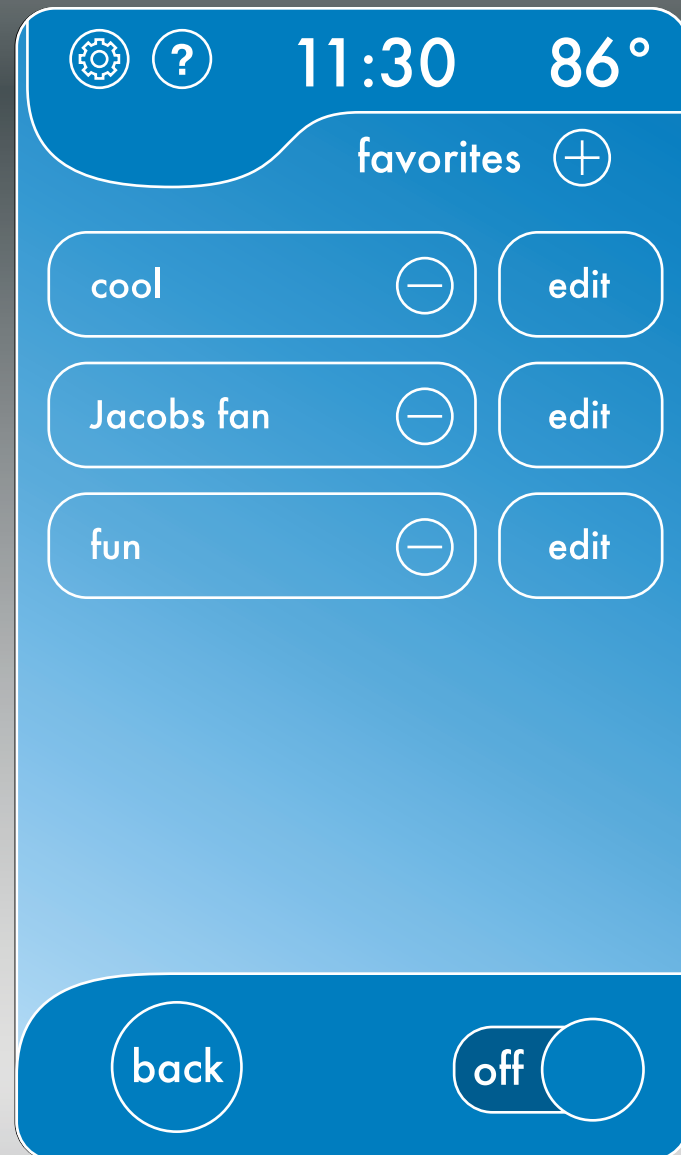 ? 11:30 86°
favorites
cool edit
Jacobs fan edit
fun edit
back off